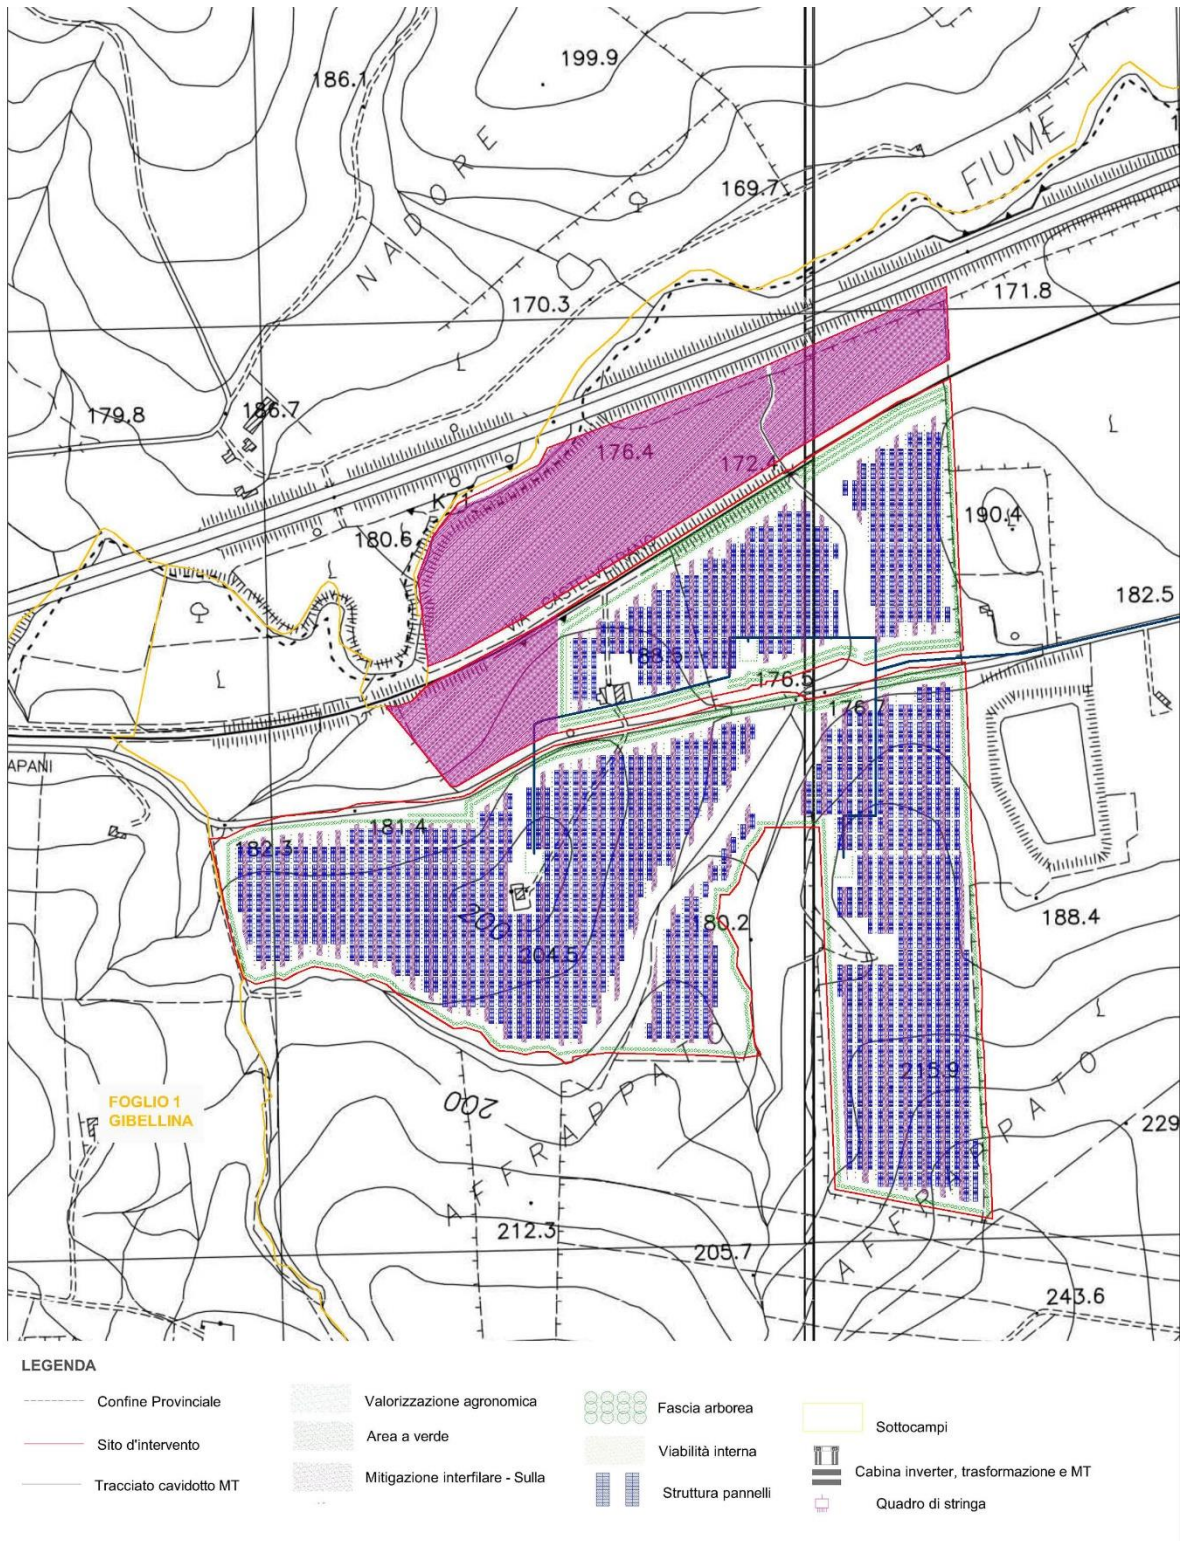 199.9
186.1
NADORE
FIUME
169.7
171.8
170.3
179.8
186.7
176.4
172.4
K71
190.4
180.6
VIA
182.5
183.5
176.5
176.7
APANI
181.4
182.3
200
180.2
188.4
204.5
215.9
FOGLIO 1
GIBELLINA
200
AFFRAPPATO
AFFRAPPATO
229
212.3
205.7
243.6
LEGENDA
Confine Provinciale
Sito d'intervento
Tracciato cavidotto MT
Valorizzazione agronomica
Area a verde
Mitigazione interfilare - Sulla
Fascia arborea
Viabilità interna
Struttura pannelli
Sottocampi
Cabina inverter, trasformazione e MT
Quadro di stringa